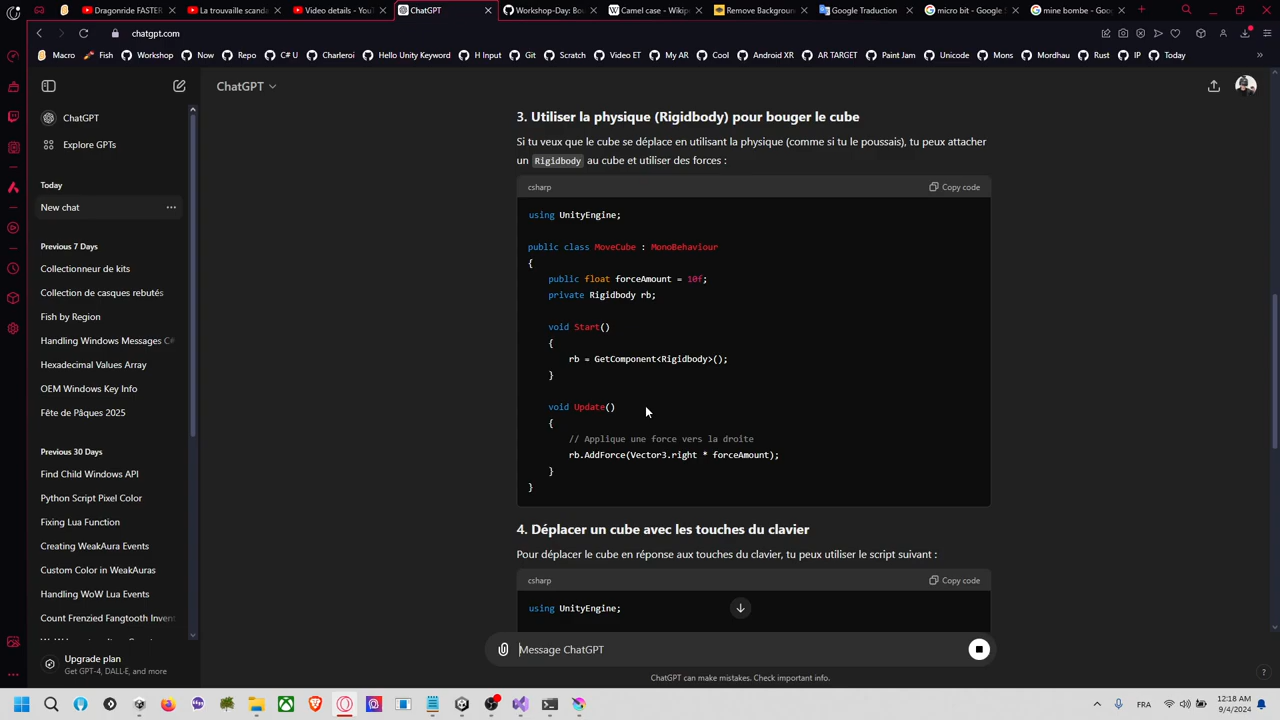 Dragonride FASTER
La trouvaille scanda
Video details - YouT
ChatGPT
Workshop-Day: Bou
Camel case - Wikip
Remove Backgroun
Google Traduction
micro bit - Google S
mine bombe - Goog
chatgpt.com
Macro
Fish
Workshop
Now
Repo
C# U
Charleroi
Hello Unity Keyword
H Input
Git
Scratch
Video ET
My AR
Cool
Android XR
AR TARGET
Paint Jam
Unicode
Mons
Mordhau
Rust
IP
Today
ChatGPT
ChatGPT
Explore GPTs
Today
New chat
Previous 7 Days
Collectionneur de kits
Collection de casques rebutés
Fish by Region
Handling Windows Messages C#
Hexadecimal Values Array
OEM Windows Key Info
Fête de Pâques 2025
Previous 30 Days
Find Child Windows API
Python Script Pixel Color
Fixing Lua Function
Creating WeakAura Events
Custom Color in WeakAuras
Handling WoW Lua Events
Count Frenzied Fangtooth Inven
Upgrade plan
Get GPT-4, DALL·E, and more
3. Utiliser la physique (Rigidbody) pour bouger le cube
Si tu veux que le cube se déplace en utilisant la physique (comme si tu le poussais), tu peux attacher
un Rigidbody au cube et utiliser des forces :
csharp
Copy code
using UnityEngine;
public class MoveCube : MonoBehaviour
{
public float forceAmount = 10f;
private Rigidbody rb;
void Start()
{
rb = GetComponent<Rigidbody>();
}
void Update()
{
// Applique une force vers la droite
rb.AddForce(Vector3.right * forceAmount);
}
}
4. Déplacer un cube avec les touches du clavier
Pour déplacer le cube en réponse aux touches du clavier, tu peux utiliser le script suivant :
csharp
Copy code
using UnityEngine;
Message ChatGPT
ChatGPT can make mistakes. Check important info.
?
FRA
12:18 AM
9/4/2024